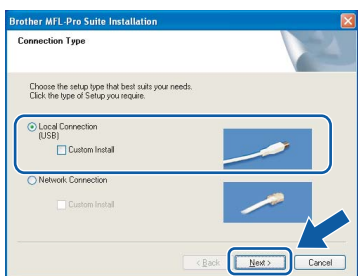 Brother MFL-Pro Suite Installation
Connection Type
Choose the setup type that best suits your needs.
Click the type of Setup you require.
Local Connection
(USB)
Custom Install
Network Connection
Custom Install
< Back
Next >
Cancel